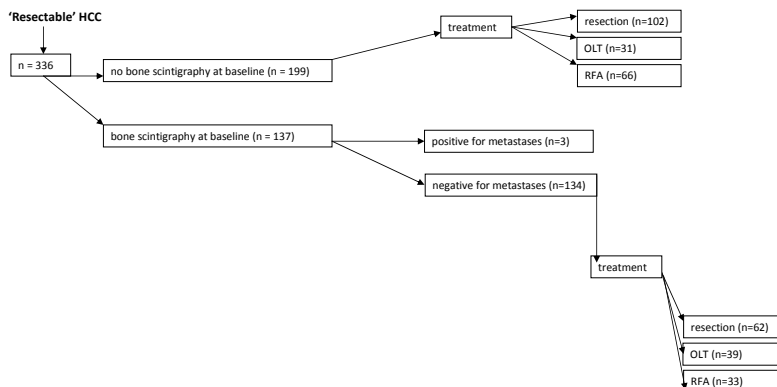 ‘Resectable’ HCC
n = 336
no bone scintigraphy at baseline (n = 199)
treatment
resection (n=102)
OLT (n=31)
RFA (n=66)
bone scintigraphy at baseline (n = 137)
positive for metastases (n=3)
negative for metastases (n=134)
treatment
resection (n=62)
OLT (n=39)
RFA (n=33)